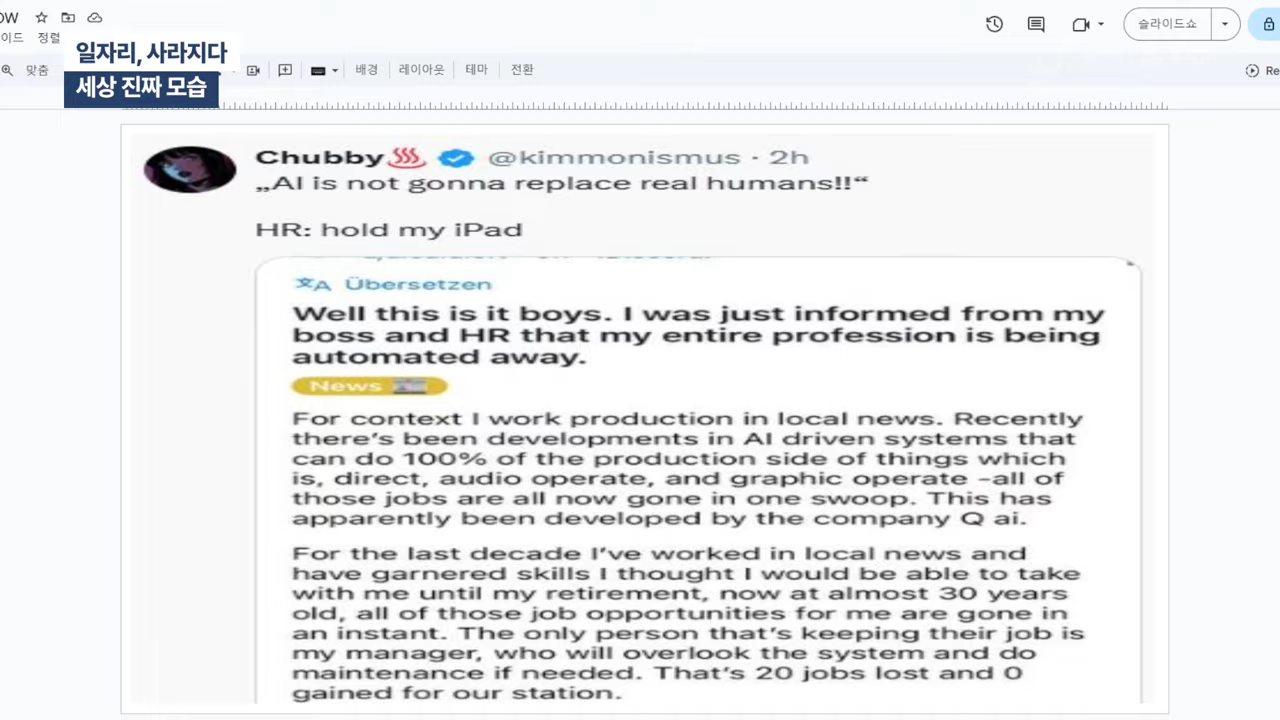 OW
슬라이드쇼
이드 정렬
일자리, 사라지다
세상 진짜 모습
맞춤
배경 레이아웃 테마 전환
Re
Chubby @kimmonismus · 2h
„AI is not gonna replace real humans!!“
HR: hold my iPad
Übersetzen
Well this is it boys. I was just informed from my
boss and HR that my entire profession is being
automated away.
News
For context I work production in local news. Recently
there's been developments in AI driven systems that
can do 100% of the production side of things which
is, direct, audio operate, and graphic operate -all of
those jobs are all now gone in one swoop. This has
apparently been developed by the company Q ai.
For the last decade I've worked in local news and
have garnered skills I thought I would be able to take
with me until my retirement, now at almost 30 years
old, all of those job opportunities for me are gone in
an instant. The only person that's keeping their job is
my manager, who will overlook the system and do
maintenance if needed. That's 20 jobs lost and 0
gained for our station.